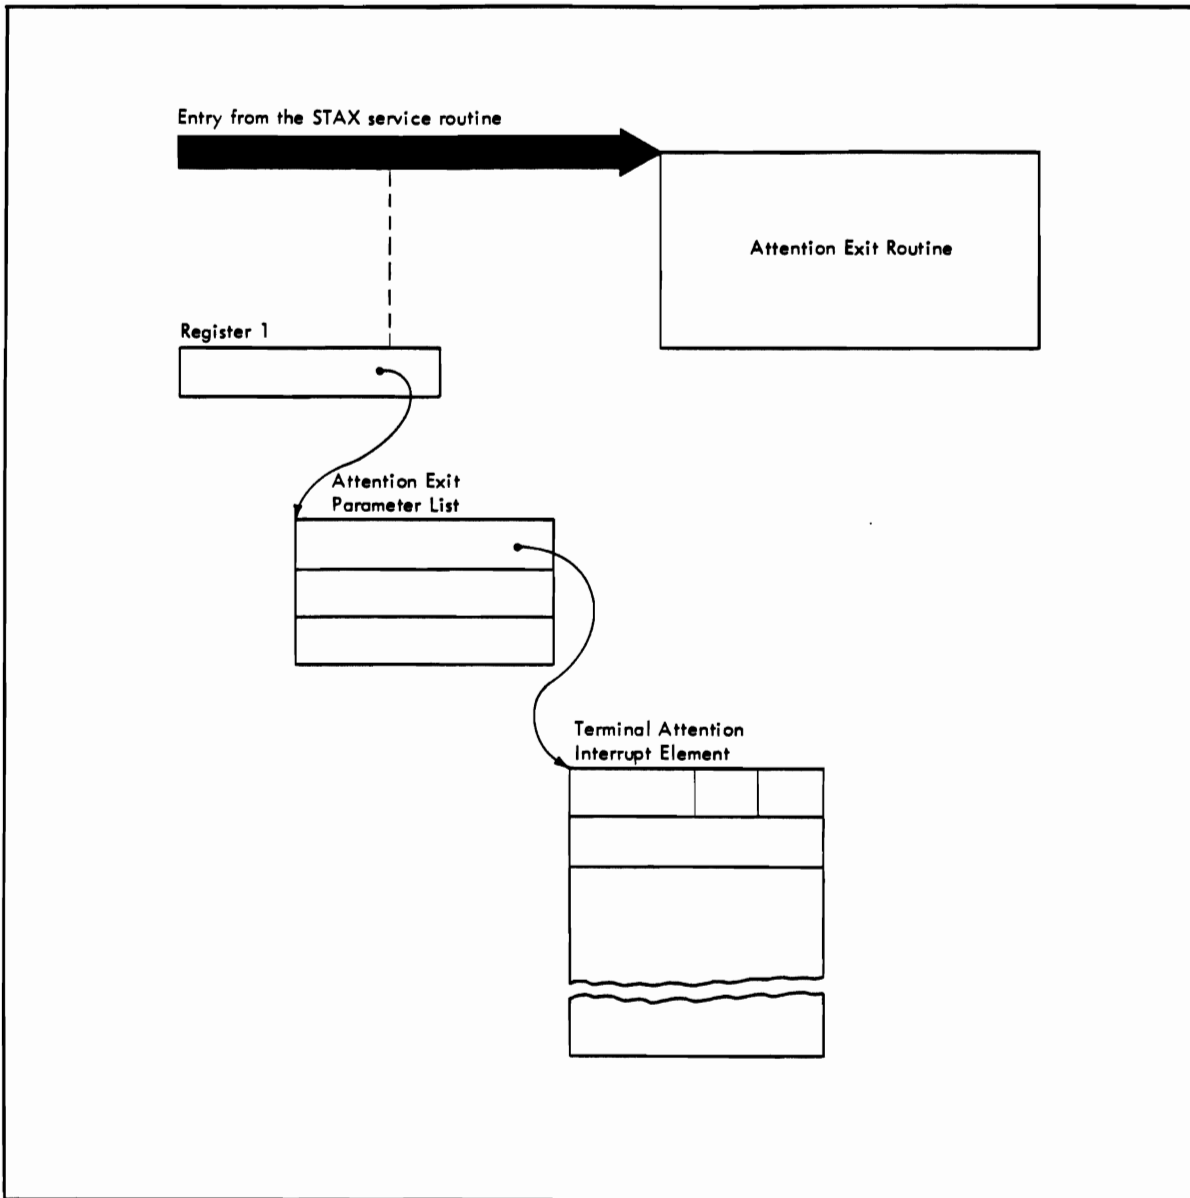 Entry from the STAX service routine
Attention Exit Routine
Register 1
Attention Exit
Parameter List
Terminal Attention
Interrupt Element